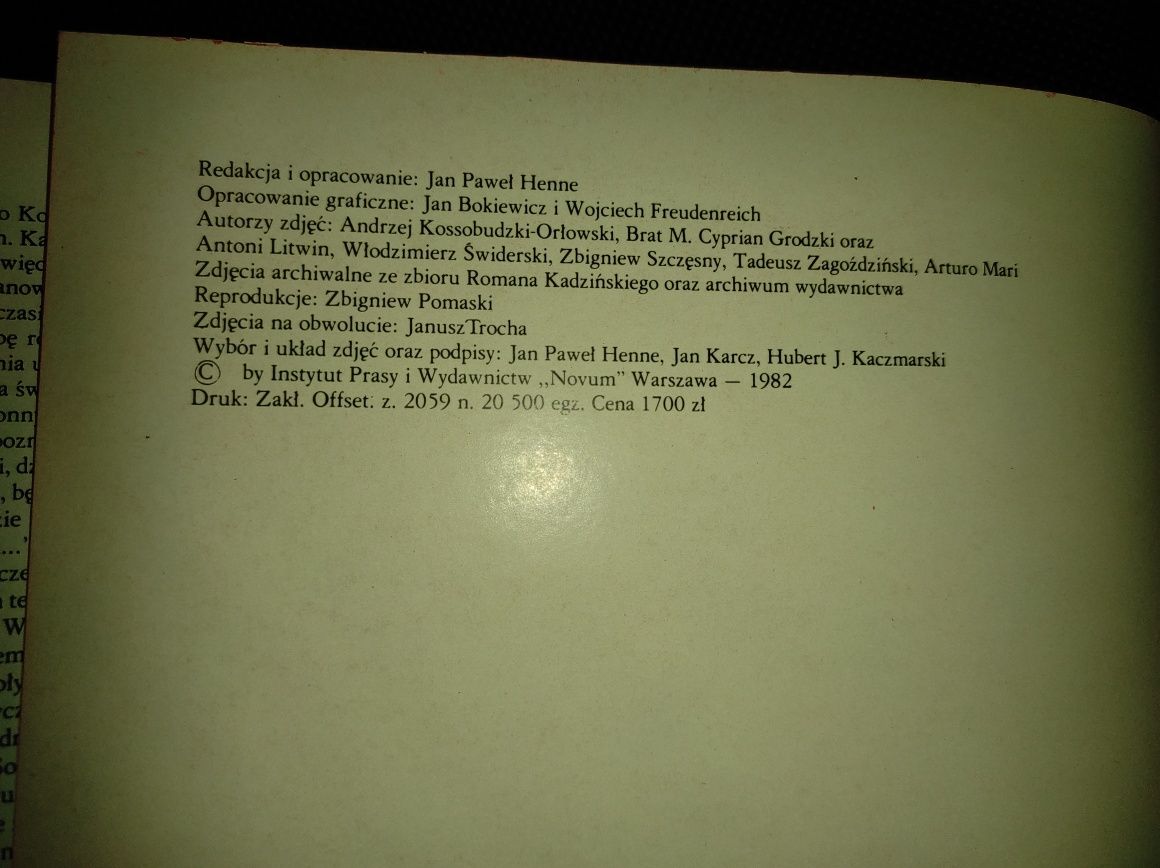 Redakcja i opracowanie: Jan Paweł Henne
Opracowanie graficzne: Jan Bokiewicz i Wojciech Freudenreich
Autorzy zdjęć: Andrzej Kossobudzki-Orłowski, Brat M. Cyprian Grodzki oraz
Antoni Litwin, Włodzimierz Świderski, Zbigniew Szczęsny, Tadeusz Zagoździński, Arturo Mari
Zdjęcia archiwalne ze zbioru Romana Kadzińskiego oraz archiwum wydawnictwa
Reprodukcje: Zbigniew Pomaski
Zdjęcia na obwolucie: Janusz Trocha
Wybór i układ zdjęć oraz podpisy: Jan Paweł Henne, Jan Karcz, Hubert J. Kaczmarski
© by Instytut Prasy i Wydawnictw ,,Novum” Warszawa — 1982
Druk: Zakł. Offset. z. 2059 n. 20 500 egz. Cena 1700 zł